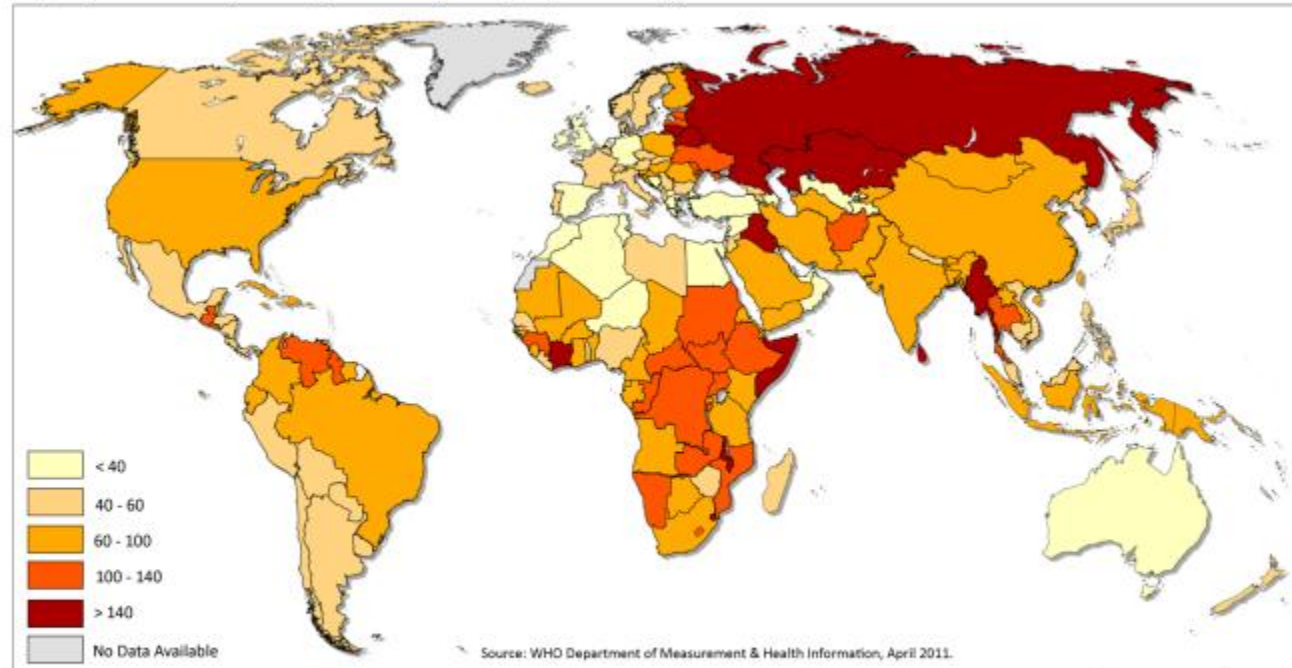 < 40
40 - 60
60 - 100
100 - 140
> 140
No Data Available
Source: WHO Department of Measurement & Health Information, April 2011.